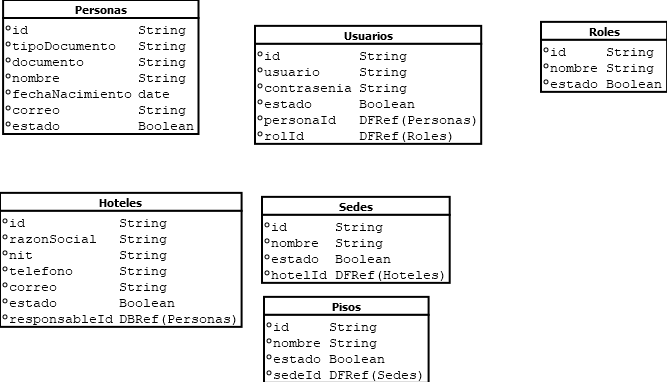 Personas
id String
tipoDocumento String
documento String
nombre String
fechaNacimiento date
correo String
estado Boolean
Usuarios
id String
usuario String
contrasenia String
estado Boolean
personaId DFRef(Personas)
rolId DFRef(Roles)
Roles
id String
nombre String
estado Boolean
Hoteles
id String
razonSocial String
nit String
telefono String
correo String
estado Boolean
responsableId DBRef(Personas)
Sedes
id String
nombre String
estado Boolean
hotelId DFRef(Hoteles)
Pisos
id String
nombre String
estado Boolean
sedeId DFRef(Sedes)